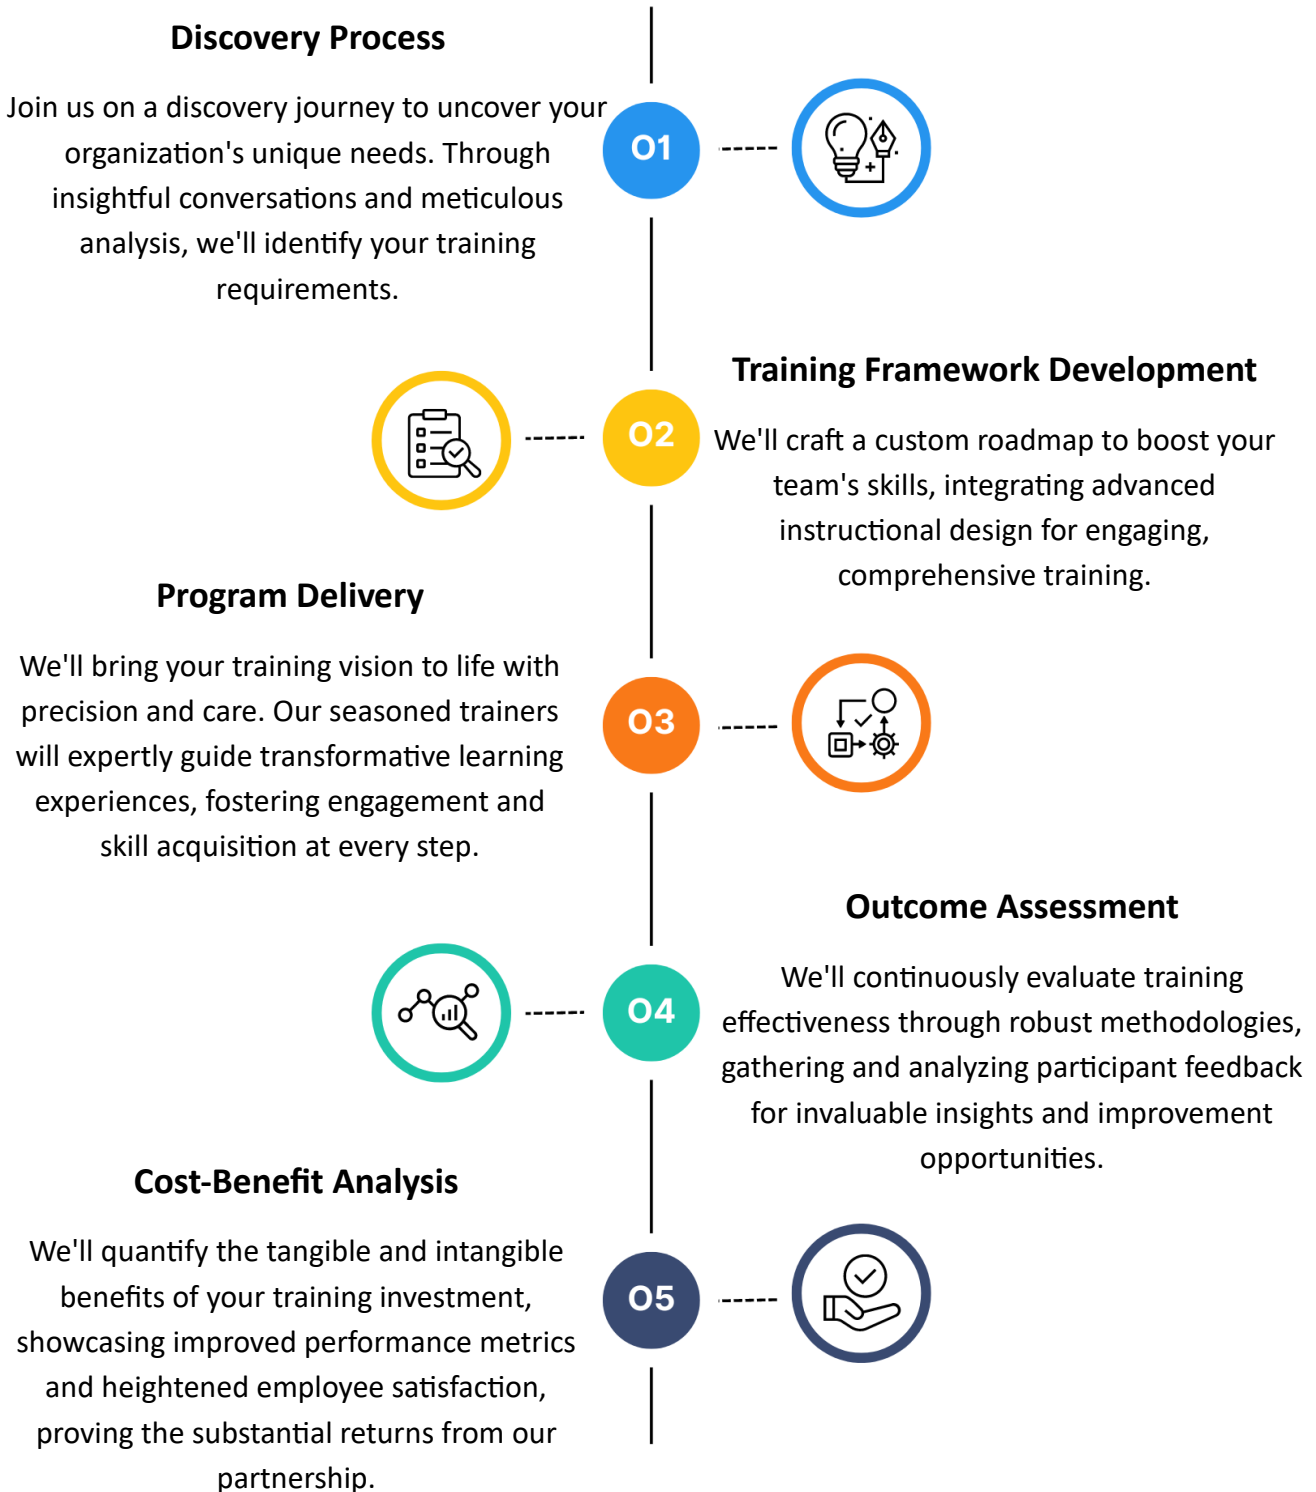 Discovery Process
Join us on a discovery journey to uncover your
organization's unique needs. Through
insightful conversations and meticulous
analysis, we'll identify your training
requirements.
01
Training Framework Development
We'll craft a custom roadmap to boost your
team's skills, integrating advanced
instructional design for engaging,
comprehensive training.
02
Program Delivery
We'll bring your training vision to life with
precision and care. Our seasoned trainers
will expertly guide transformative learning
experiences, fostering engagement and
skill acquisition at every step.
03
Outcome Assessment
We'll continuously evaluate training
effectiveness through robust methodologies,
gathering and analyzing participant feedback
for invaluable insights and improvement
opportunities.
04
Cost-Benefit Analysis
We'll quantify the tangible and intangible
benefits of your training investment,
showcasing improved performance metrics
and heightened employee satisfaction,
proving the substantial returns from our
partnership.
05